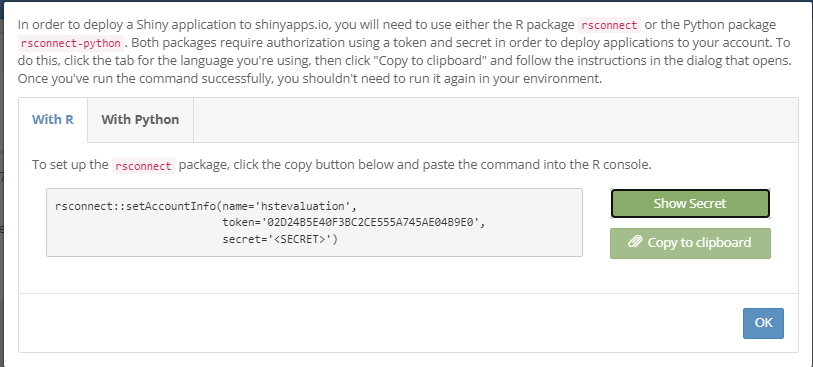 In order to deploy a Shiny application to shinyapps.io, you will need to use either the R package rsconnect or the Python package
rsconnect-python. Both packages require authorization using a token and secret in order to deploy applications to your account. To
do this, click the tab for the language you're using, then click "Copy to clipboard" and follow the instructions in the dialog that opens.
Once you've run the command successfully, you shouldn't need to run it again in your environment.
With R
With Python
To set up the rsconnect package, click the copy button below and paste the command into the R console.
rsconnect::setAccountInfo(name='hstevaluation',
token='02D24B5E40F3BC2CE555A745AE04B9E0',
secret='<SECRET>')
Show Secret
Copy to clipboard
OK